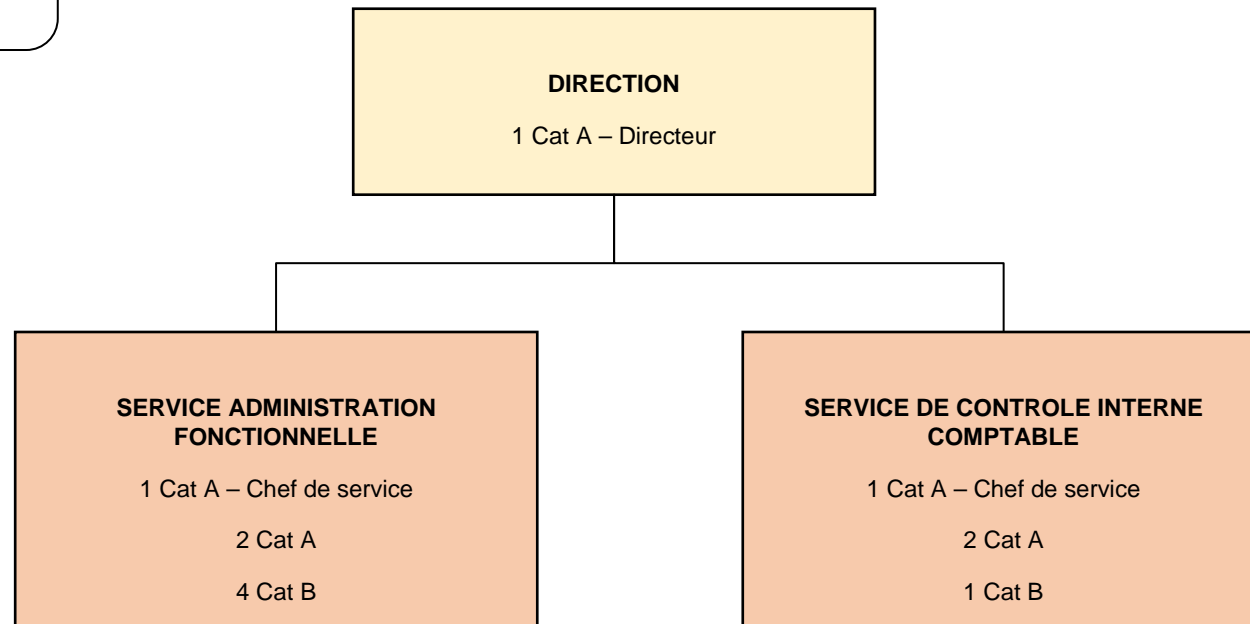 DIRECTION
1 Cat A – Directeur
SERVICE ADMINISTRATION
FONCTIONNELLE
1 Cat A – Chef de service
2 Cat A
4 Cat B
SERVICE DE CONTROLE INTERNE
COMPTABLE
1 Cat A – Chef de service
2 Cat A
1 Cat B